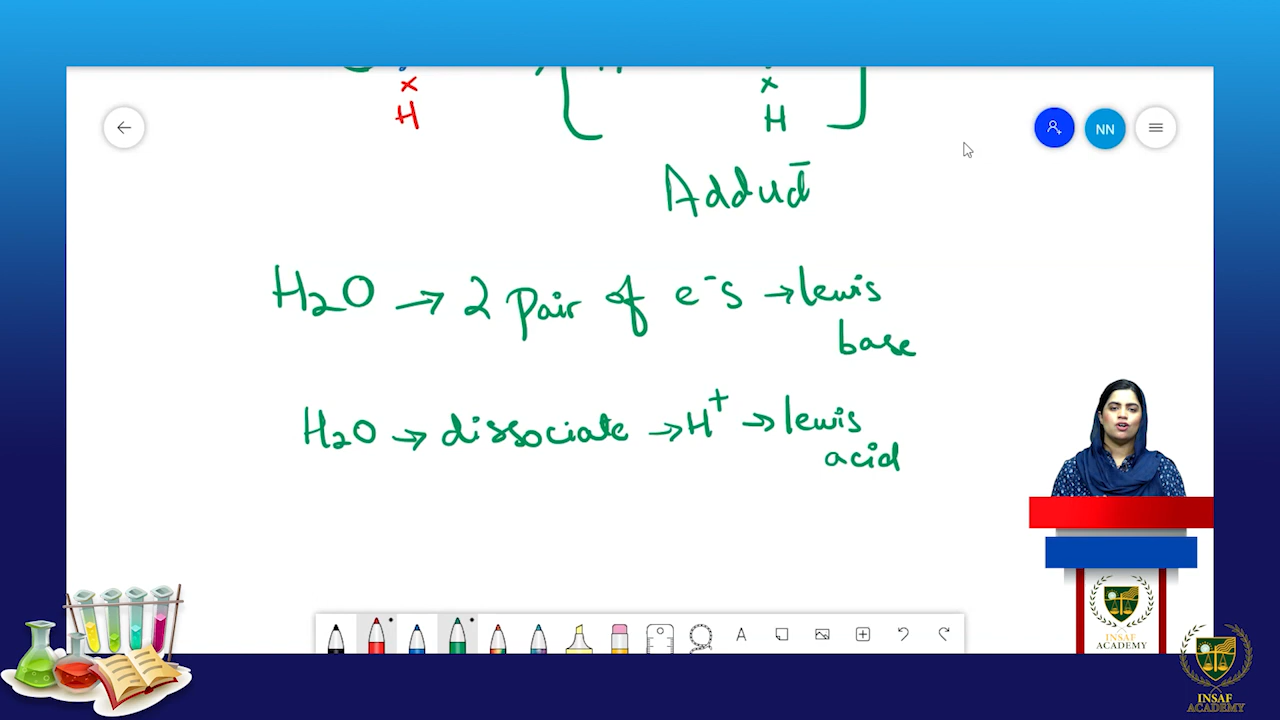 x x
H H
NN
Adduct
H2O → 2 pair of e⁻s → lewis
base
H2O → dissociate → H⁺ → lewis
acid
A
INSAF
ACADEMY
INSAF
ACADEMY